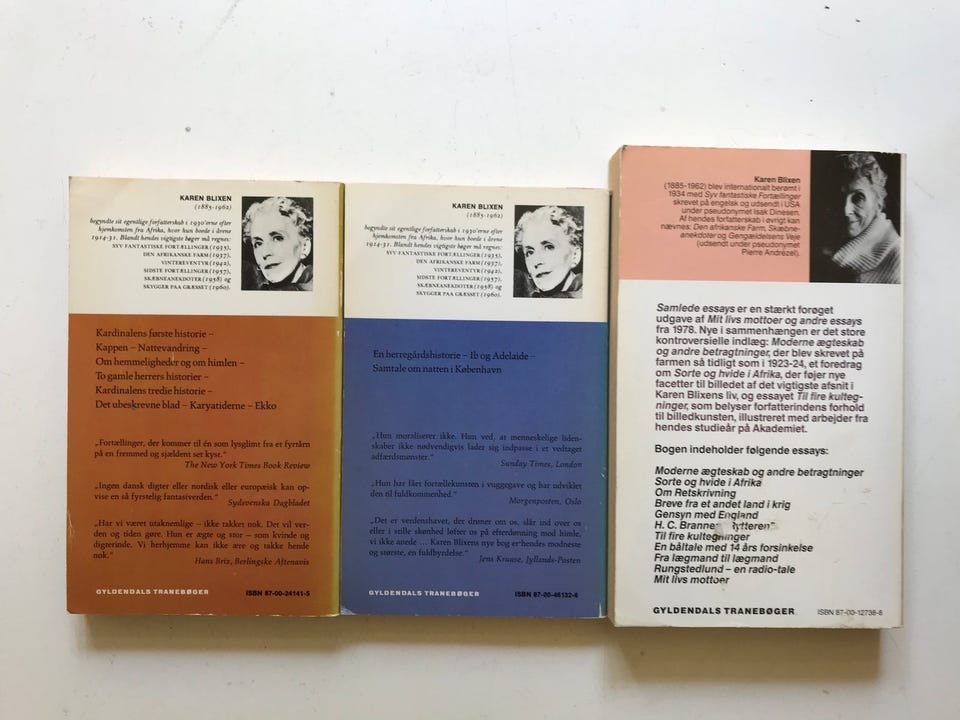 KAREN BLIXEN
(1885-1962)
begyndte sit egentlige forfatterskab i 1930'erne efter
hjemkomsten fra Afrika, hvor hun boede i årene
1914-31. Blandt hendes vigtigste bøger må regnes:
SYV FANTASTISKE FORTÆLLINGER (1935),
DEN AFRIKANSKE FARM (1937),
VINTEREVENTYR (1942),
SIDSTE FORTÆLLINGER (1957),
SKÆBNEANEKDOTER (1958) og
SKYGGER PAA GRÆSSET (1960).
Kardinalens første historie –
Kappen – Nattevandring –
Om hemmeligheder og om himlen –
To gamle herrers historier –
Kardinalens tredie historie –
Det ubeskrevne blad – Karyatiderne – Ekko
„Fortællinger, der kommer til én som lysglimt fra et fyrtårn
på en fremmed og sjældent set kyst.“
The New York Times Book Review
„Ingen dansk digter eller nordisk eller europæisk kan op-
vise en så fyrstelig fantasiverden.“
Sydsvenska Dagbladet
„Har vi været utaknemlige – ikke takket nok. Det vil ver-
den og tiden gøre. Hun er ægte og stor – som kvinde og
digterinde. Vi herhjemme kan ikke ære og takke hende
nok.“
Hans Brix, Berlingske Aftenavis
GYLDENDALS TRANEBØGER
ISBN 87-00-24141-5
KAREN BLIXEN
(1885-1962)
begyndte sit egentlige forfatterskab i 1930'erne efter
hjemkomsten fra Afrika, hvor hun boede i årene
1914-31. Blandt hendes vigtigste bøger må regnes:
SYV FANTASTISKE FORTÆLLINGER (1935),
DEN AFRIKANSKE FARM (1937),
VINTEREVENTYR (1942),
SIDSTE FORTÆLLINGER (1957),
SKÆBNEANEKDOTER (1958) og
SKYGGER PAA GRÆSSET (1960).
En herregårdshistorie – Ib og Adelaide –
Samtale om natten i København
„Hun moraliserer ikke. Hun ved, at menneskelige liden-
skaber ikke nødvendigvis lader sig indpasse i et vedtaget
adfærdsmønster.“
Sunday Times, London
„Hun har fået fortællekunsten i vuggegave og har udviklet
den til fuldkommenhed.“
Morgenposten, Oslo
„Det er verdenshavet, der drøner om os, slår ind over os
eller i stille skønhed løfter os på efterdønning mod himle,
vi ikke anede ... Karen Blixens nye bog er hendes modneste
og største, en fuldbyrdelse.“
Jens Kruuse, Jyllands-Posten
GYLDENDALS TRANEBØGER
ISBN 87-00-46132-6
Karen Blixen
(1885-1962) blev internationalt berømt i
1934 med Syv fantastiske Fortællinger
skrevet på engelsk og udsendt i USA
under pseudonymet Isak Dinesen.
Af hendes forfatterskab i øvrigt kan
nævnes: Den afrikanske Farm, Skæbne-
anekdoter og Gengældelsens Veje
(udsendt under pseudonymet
Pierre Andrézel).
Samlede essays er en stærkt forøget
udgave af Mit livs mottoer og andre essays
fra 1978. Nye i sammenhængen er det store
kontroversielle indlæg: Moderne ægteskab
og andre betragtninger, der blev skrevet på
farmen så tidligt som i 1923-24, et foredrag
om Sorte og hvide i Afrika, der føjer nye
facetter til billedet af det vigtigste afsnit i
Karen Blixens liv, og essayet Til fire kulteg-
ninger, som belyser forfatterindens forhold
til billedkunsten, illustreret med arbejder fra
hendes studieår på Akademiet.
Bogen indeholder følgende essays:
Moderne ægteskab og andre betragtninger
Sorte og hvide i Afrika
Om Retskrivning
Breve fra et andet land i krig
Gensyn med England
H. C. Branner „Rytteren“
Til fire kultegninger
En båltale med 14 års forsinkelse
Fra lægmand til lægmand
Rungstedlund – en radio-tale
Mit livs mottoer
GYLDENDALS TRANEBØGER
ISBN 87-00-12738-8